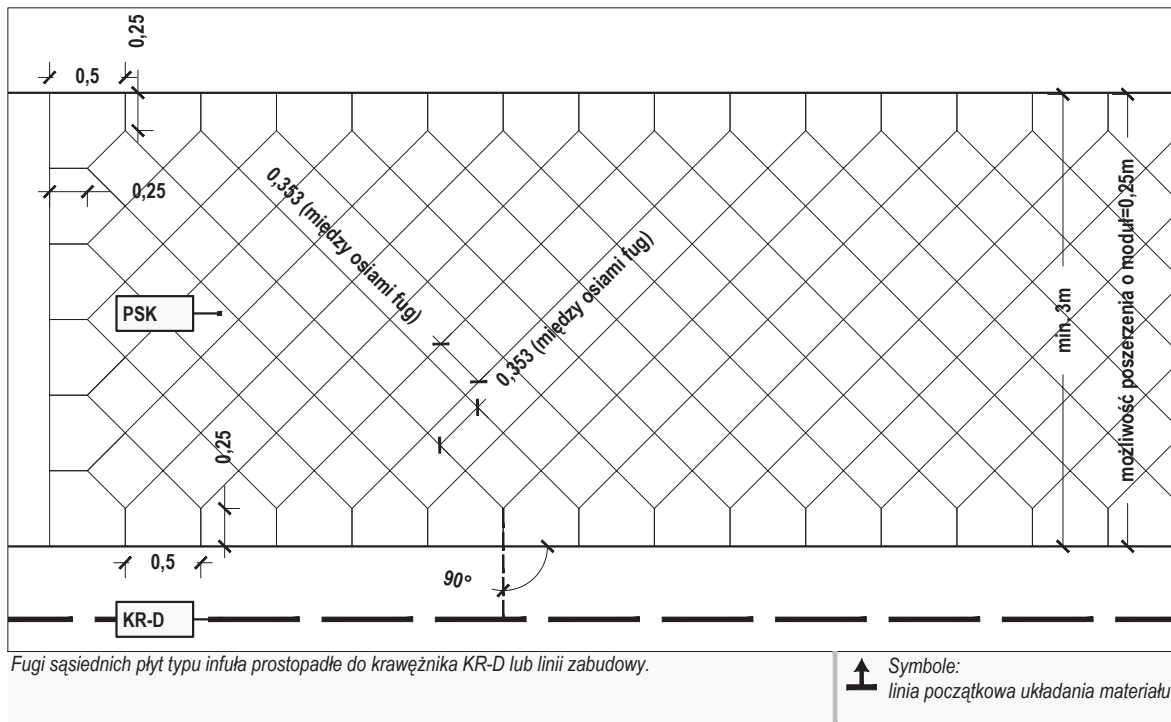 0,25
0,5
0,25
0,353 (między osiami fug)
0,353 (między osiami fug)
PSK
min. 3m
możliwość poszerzenia o moduł=0,25m
0,25
0,5
90°
KR-D
Fugi sąsiednich płyt typu infuła prostopadłe do krawężnika KR-D lub linii zabudowy.
Symbole:
linia początkowa układania materiału